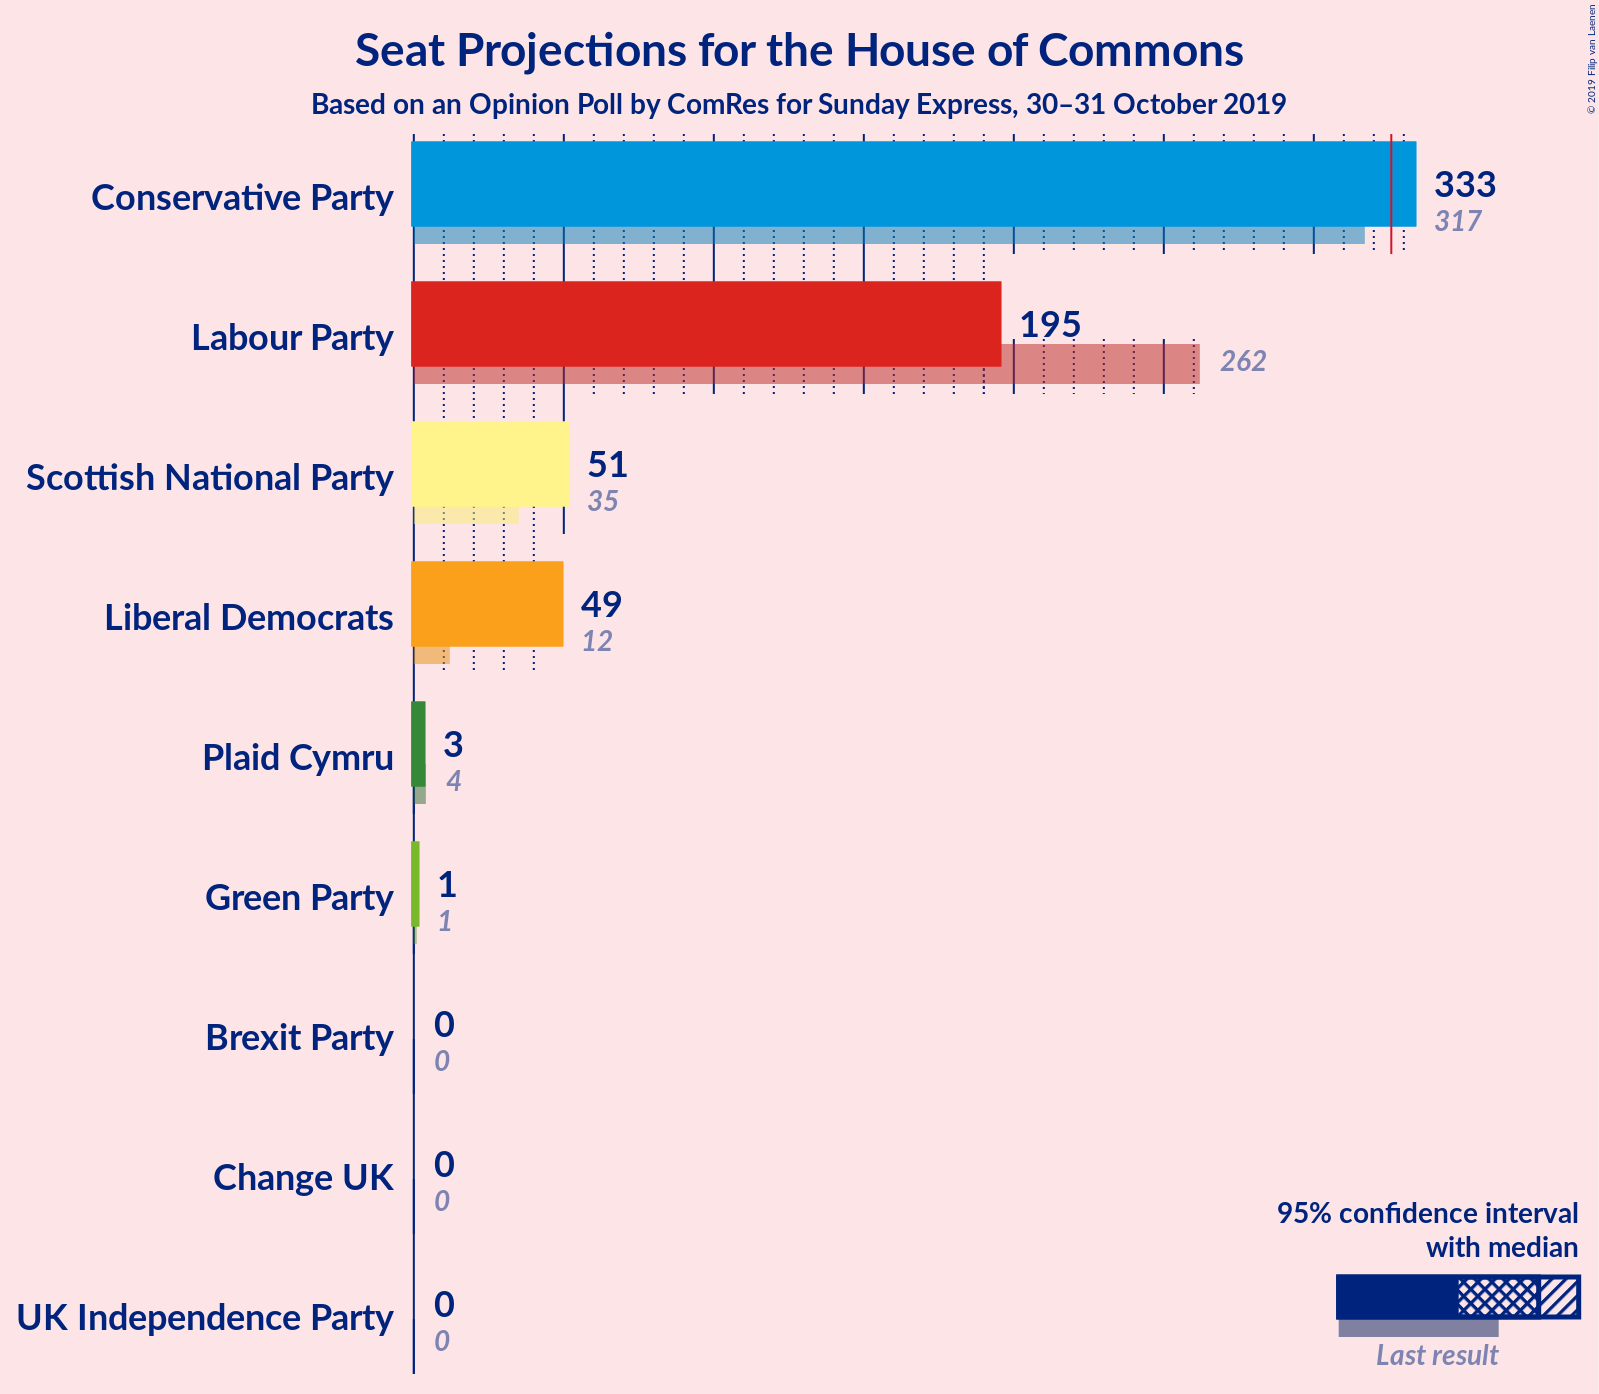 Seat Projections for the House of Commons
Based on an Opinion Poll by ComRes for Sunday Express, 30–31 October 2019
© 2019 Filip van Laenen
Conservative Party
333
317
Labour Party
195
262
Scottish National Party
51
35
Liberal Democrats
49
12
Plaid Cymru
3
4
Green Party
1
1
Brexit Party
0
0
Change UK
0
0
UK Independence Party
0
0
95% confidence interval
with median
Last result